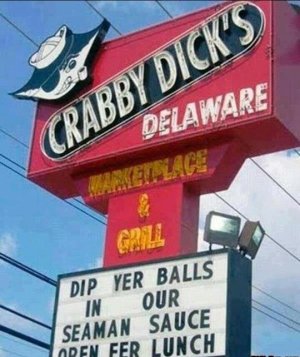 CRABBY DICK'S
DELAWARE
MARKETPLACE
&
GRILL
DIP YER BALLS
IN OUR
SEAMAN SAUCE
OPEN FER LUNCH